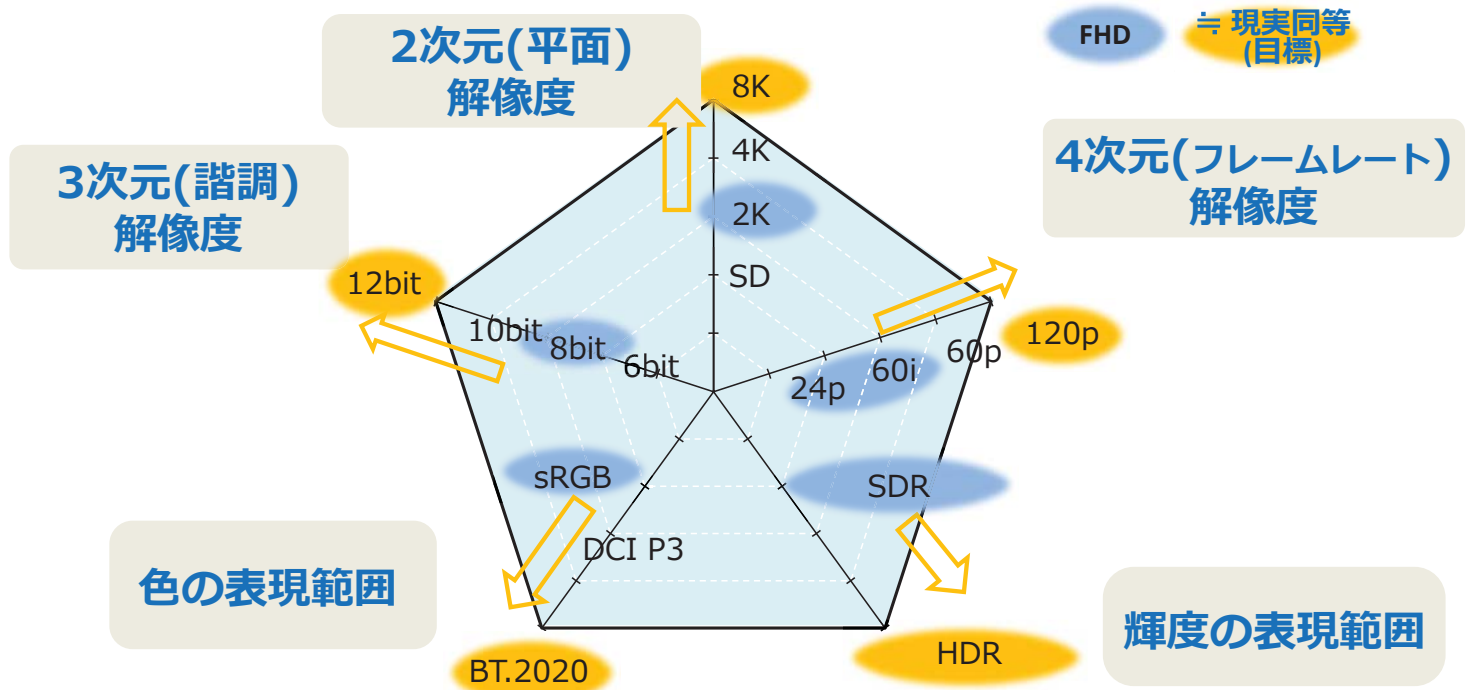 2次元(平面)
解像度
FHD
≒ 現実同等
(目標)
8K
4K
2K
SD
3次元(諧調)
解像度
4次元(フレームレート)
解像度
12bit
10bit
8bit
6bit
24p
60i
60p
120p
sRGB
DCI P3
BT.2020
SDR
HDR
色の表現範囲
輝度の表現範囲